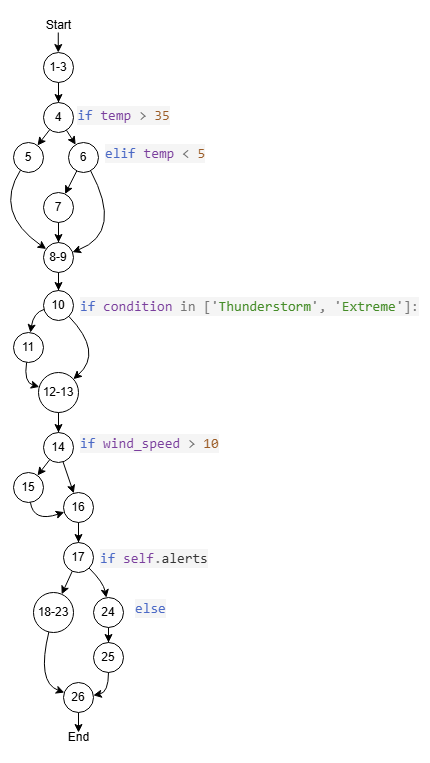 Start
1-3
4 if temp > 35
5 6 elif temp < 5
7
8-9
10 if condition in ['Thunderstorm', 'Extreme']:
11
12-13
14 if wind_speed > 10
15
16
17 if self.alerts
18-23 24 else
25
26
End